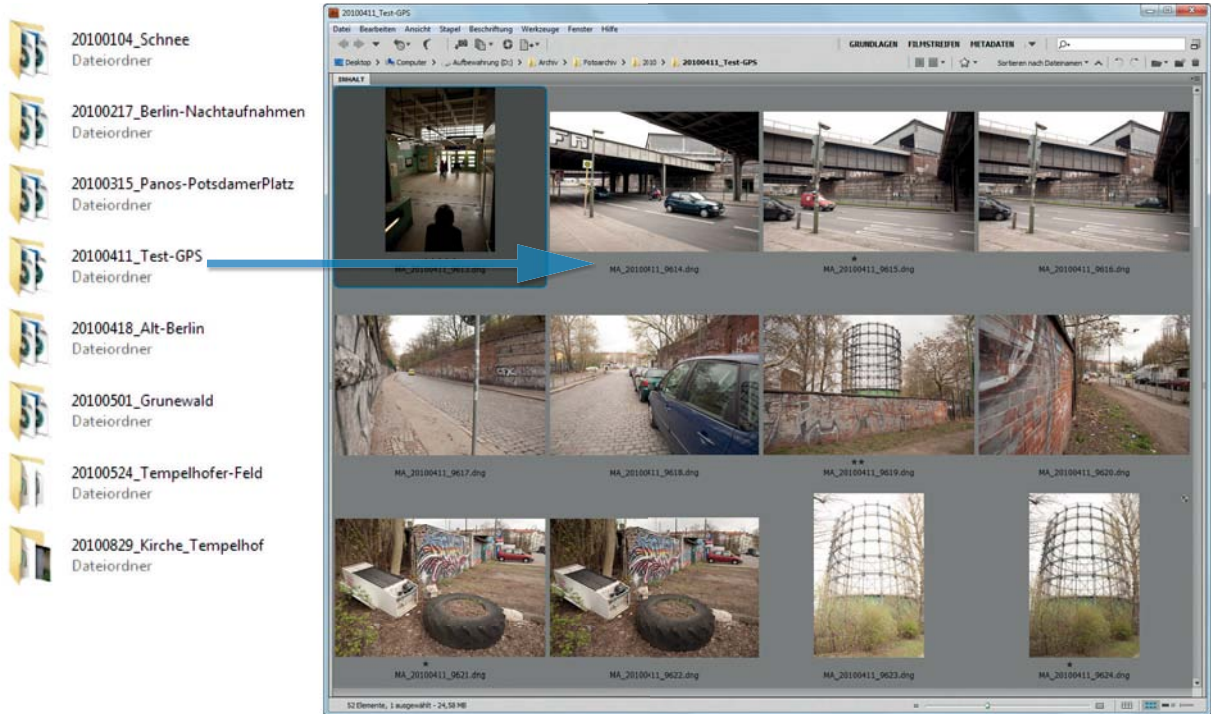 20100104_Schnee
Dateiordner
20100217_Berlin-Nachtaufnahmen
Dateiordner
20100315_Panos-PotsdamerPlatz
Dateiordner
20100411_Test-GPS
Dateiordner
20100418_Alt-Berlin
Dateiordner
20100501_Grunewald
Dateiordner
20100524_Tempelhofer-Feld
Dateiordner
20100829_Kirche_Tempelhof
Dateiordner
20100411_Test-GPS
Datei Bearbeiten Ansicht Stapel Beschriftung Werkzeuge Fenster Hilfe
GRUNDLAGEN FILMSTREIFEN METADATEN
Desktop > Computer > Aufbewahrung (D:) > Archiv > Fotoarchiv > 2010 > 20100411_Test-GPS
Sortieren nach Dateinamen
INHALT
MA_20100411_9613.dng MA_20100411_9614.dng MA_20100411_9615.dng MA_20100411_9616.dng
MA_20100411_9617.dng MA_20100411_9618.dng MA_20100411_9619.dng MA_20100411_9620.dng
MA_20100411_9621.dng MA_20100411_9622.dng MA_20100411_9623.dng MA_20100411_9624.dng
52 Elemente, 1 ausgewählt - 24,58 MB